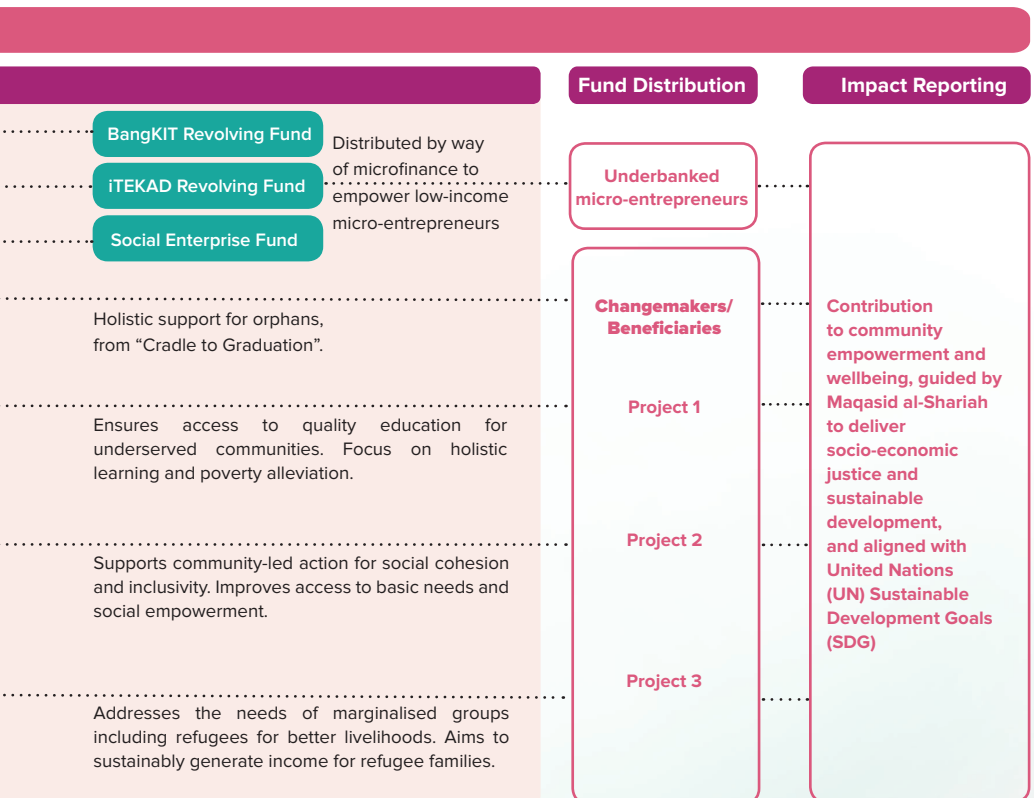 Fund Distribution
Impact Reporting
BangKIT Revolving Fund
iTEKAD Revolving Fund
Social Enterprise Fund
Distributed by way
of microfinance to
empower low-income
micro-entrepreneurs
Underbanked
micro-entrepreneurs
Holistic support for orphans,
from “Cradle to Graduation”.
Ensures access to quality education for
underserved communities. Focus on holistic
learning and poverty alleviation.
Supports community-led action for social cohesion
and inclusivity. Improves access to basic needs and
social empowerment.
Addresses the needs of marginalised groups
including refugees for better livelihoods. Aims to
sustainably generate income for refugee families.
Changemakers/
Beneficiaries
Project 1
Project 2
Project 3
Contribution
to community
empowerment and
wellbeing, guided by
Maqasid al-Shariah
to deliver
socio-economic
justice and
sustainable
development,
and aligned with
United Nations
(UN) Sustainable
Development Goals
(SDG)